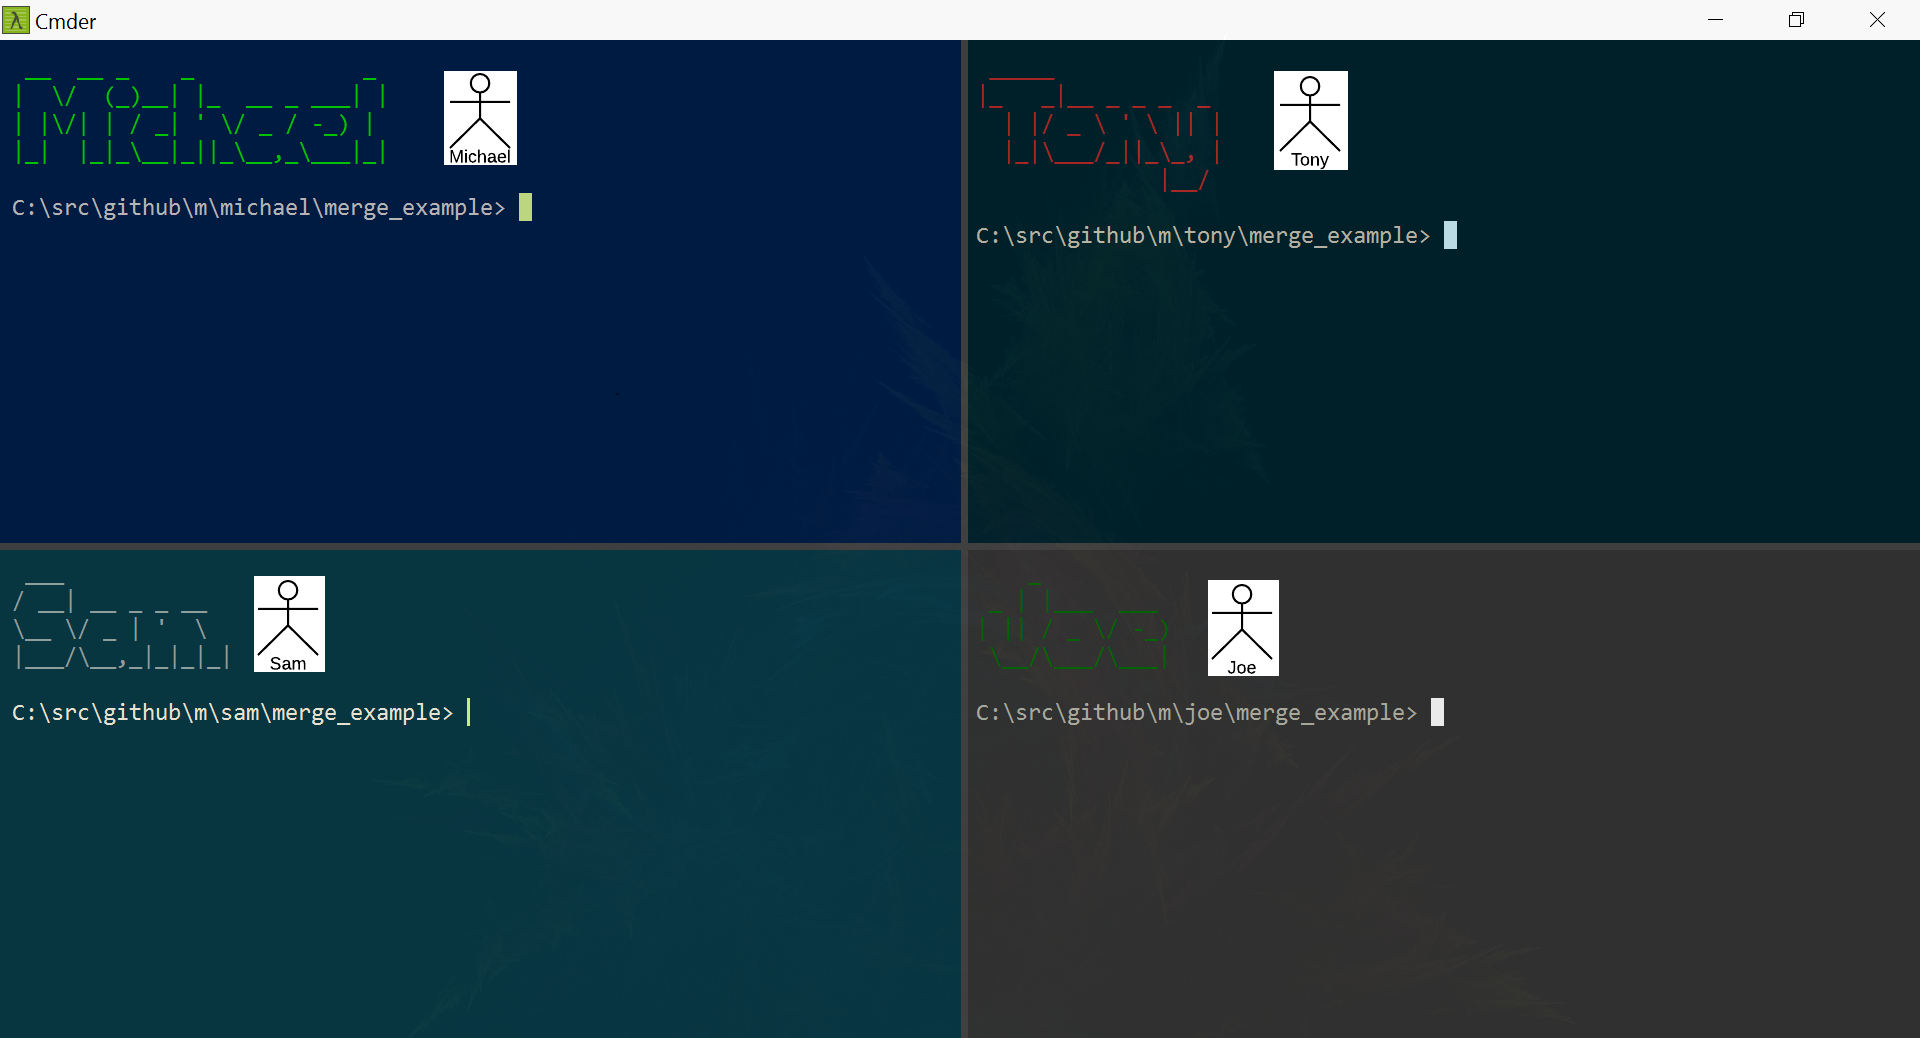 Cmder
Michael
Michael
C:\src\github\m\michael\merge_example>
Tony
Tony
C:\src\github\m\tony\merge_example>
Sam
Sam
C:\src\github\m\sam\merge_example>
Joe
Joe
C:\src\github\m\joe\merge_example>